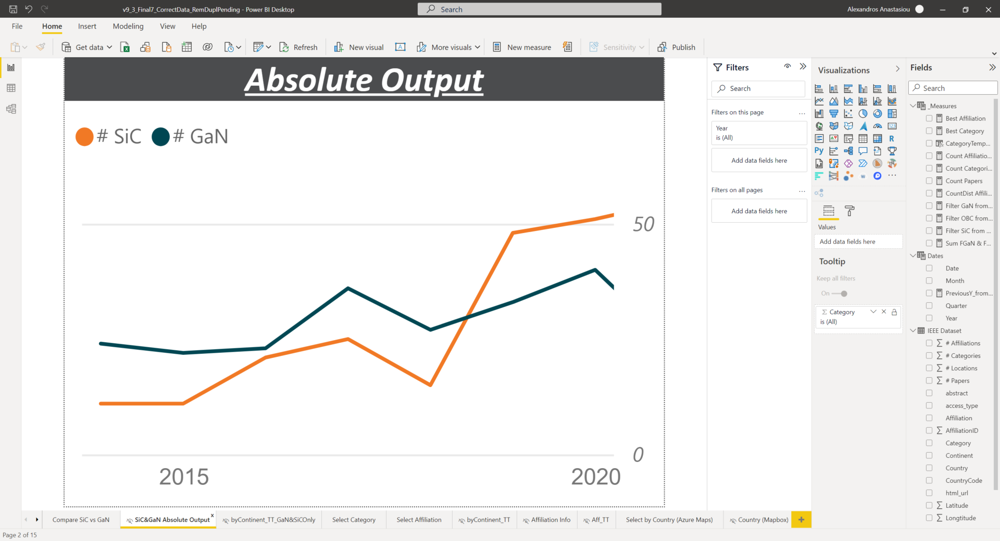 v9_3_Final7_CorrectData_RemDuplPending - Power BI Desktop
Search
Alexandros Anastasiou
File
Home
Insert
Modeling
View
Help
Get data
Refresh
New visual
More visuals
New measure
Sensitivity
Publish
Absolute Output
# SiC
# GaN
50
0
2015
2020
Filters
Search
Filters on this page
...
Year
is (All)
Add data fields here
Filters on all pages
...
Add data fields here
Visualizations
123
R
Py
...
Values
Add data fields here
Tooltip
Keep all filters
On
Σ Category
is (All)
Fields
Search
_Measures
Best Affiliation
Best Category
CategoryTemp...
Count Affiliatio...
Count Categori...
Count Papers
CountDist Affili...
Filter GaN from...
Filter OBC from...
Filter SiC from ...
Sum FGaN & F...
Dates
Date
Month
PreviousY_from...
Quarter
Year
IEEE Dataset
Σ # Affiliations
Σ # Categories
Σ # Locations
Σ # Papers
abstract
access_type
Affiliation
Σ AffiliationID
Category
Continent
Country
CountryCode
html_url
Σ Latitude
Σ Longtitude
Compare SiC vs GaN
SiC&GaN Absolute Output
x
byContinent_TT_GaN&SiCOnly
Select Category
Select Affiliation
byContinent_TT
Affiliation Info
Aff_TT
Select by Country (Azure Maps)
Country (Mapbox)
+
Page 2 of 15